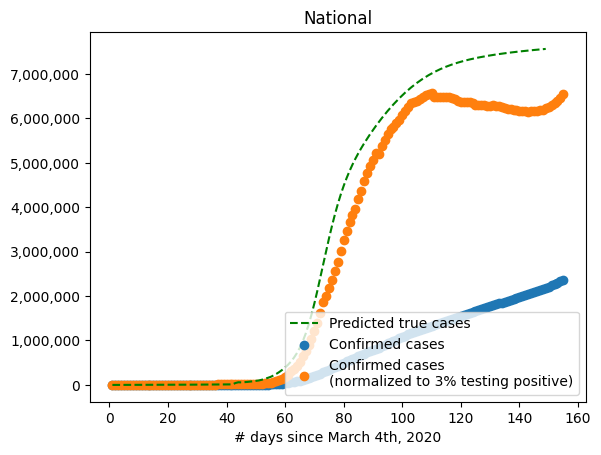 National
7,000,000
6,000,000
5,000,000
4,000,000
3,000,000
2,000,000
1,000,000
0
Predicted true cases
Confirmed cases
Confirmed cases
(normalized to 3% testing positive)
0 20 40 60 80 100 120 140 160
# days since March 4th, 2020